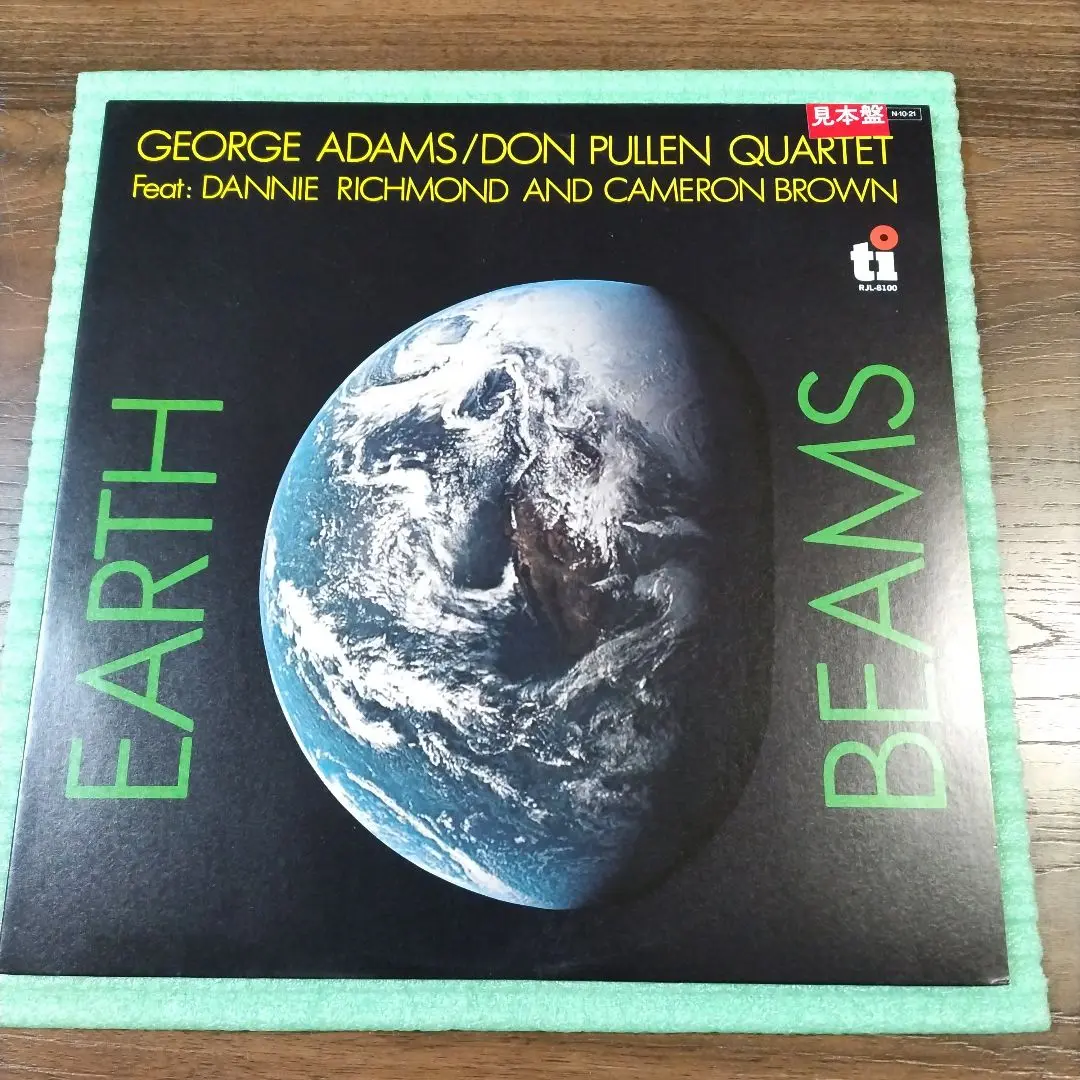 見本盤
N-10-21
GEORGE ADAMS/DON PULLEN QUARTET
Feat: DANNIE RICHMOND AND CAMERON BROWN
ti
RJL-8100
EARTH
BEAMS